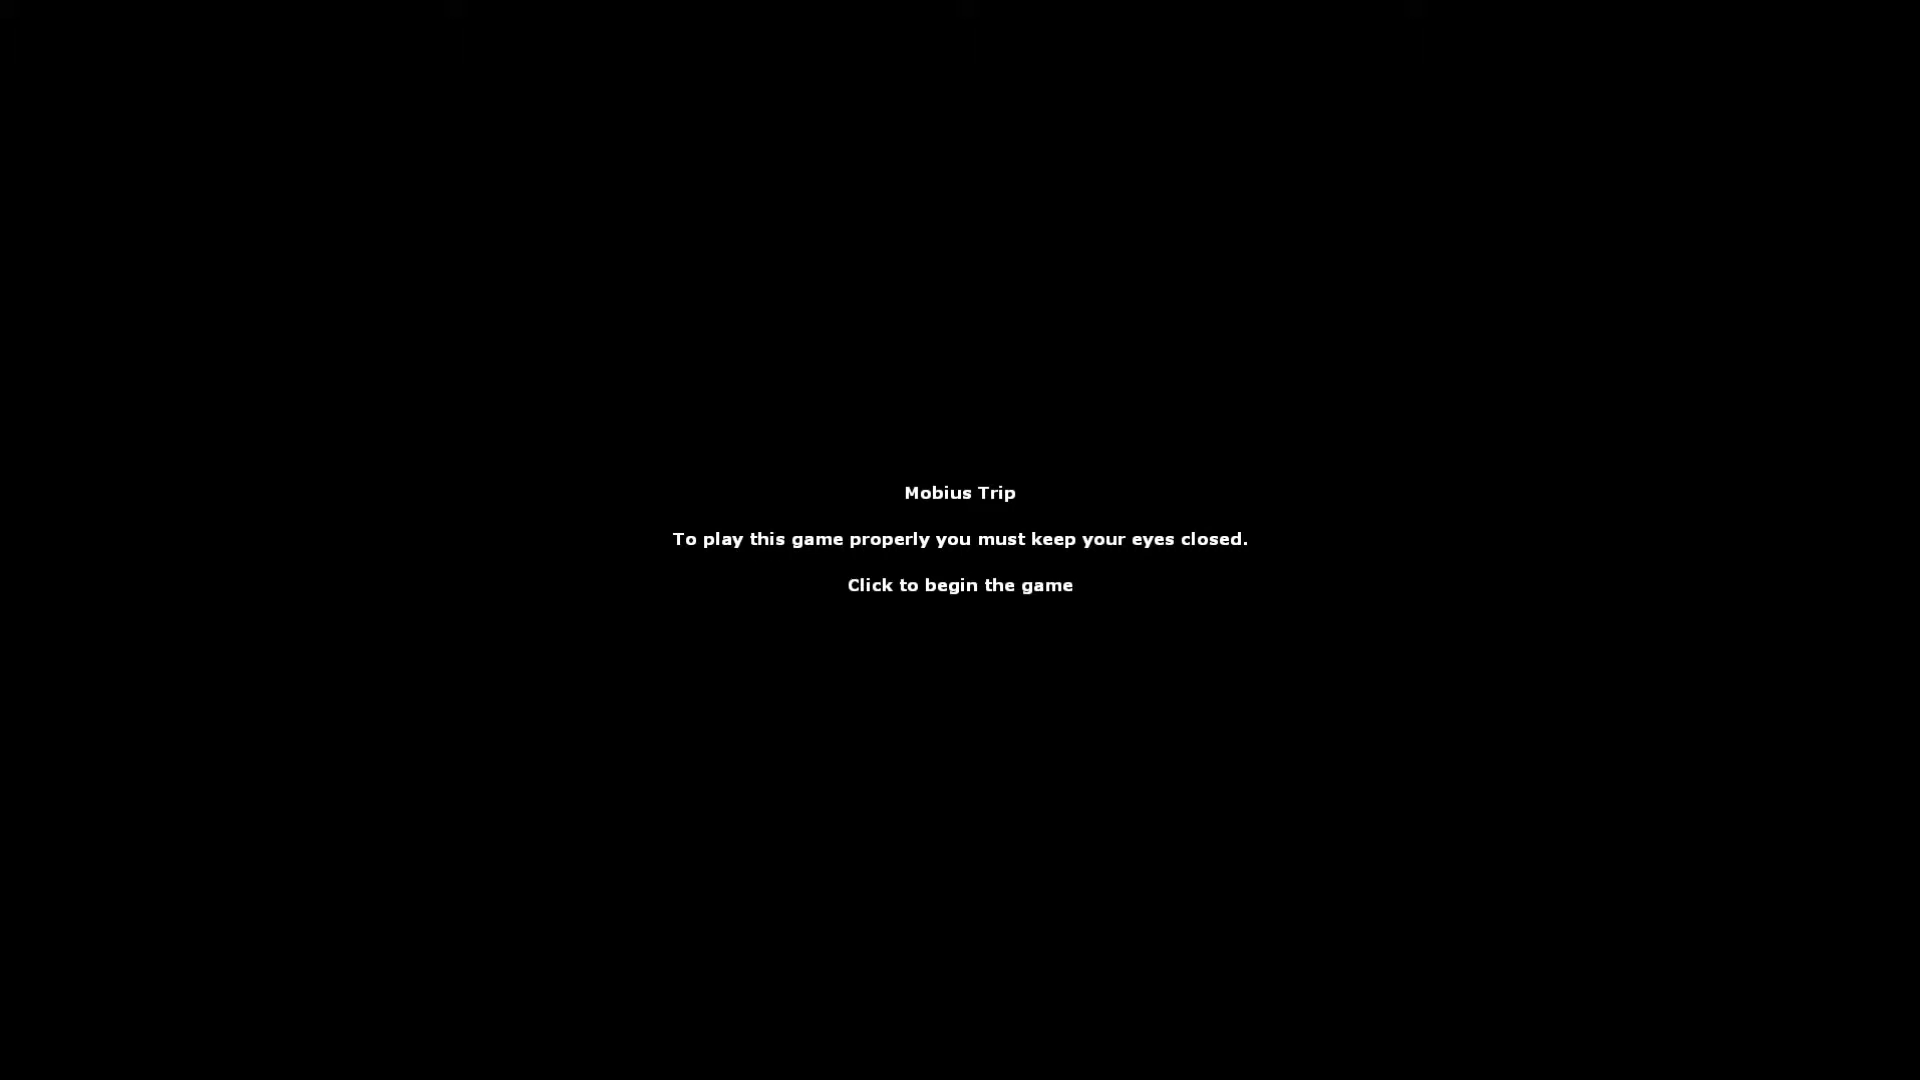 Mobius Trip
To play this game properly you must keep your eyes closed.
Click to begin the game